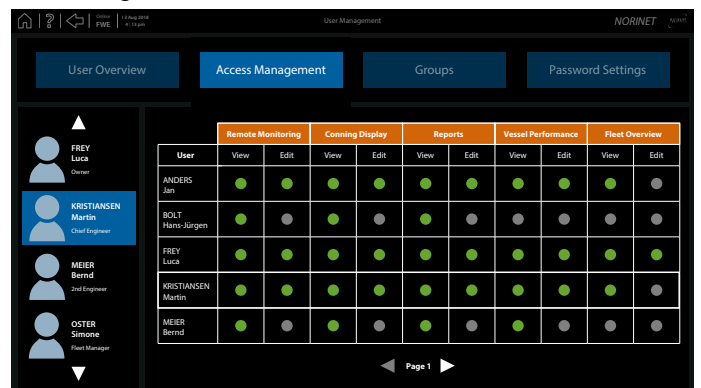 Online
FWE
13 Aug 2018
4 : 13 pm
User Management
NORINET
User Overview
Access Management
Groups
Password Settings
FREY
Luca
Owner
KRISTIANSEN
Martin
Chief Engineer
MEIER
Bernd
2nd Engineer
OSTER
Simone
Fleet Manager
Remote Monitoring Conning Display Reports Vessel Performance Fleet Overview
User View Edit View Edit View Edit View Edit View Edit
ANDERS
Jan
BOLT
Hans-Jürgen
FREY
Luca
KRISTIANSEN
Martin
MEIER
Bernd
Page 1